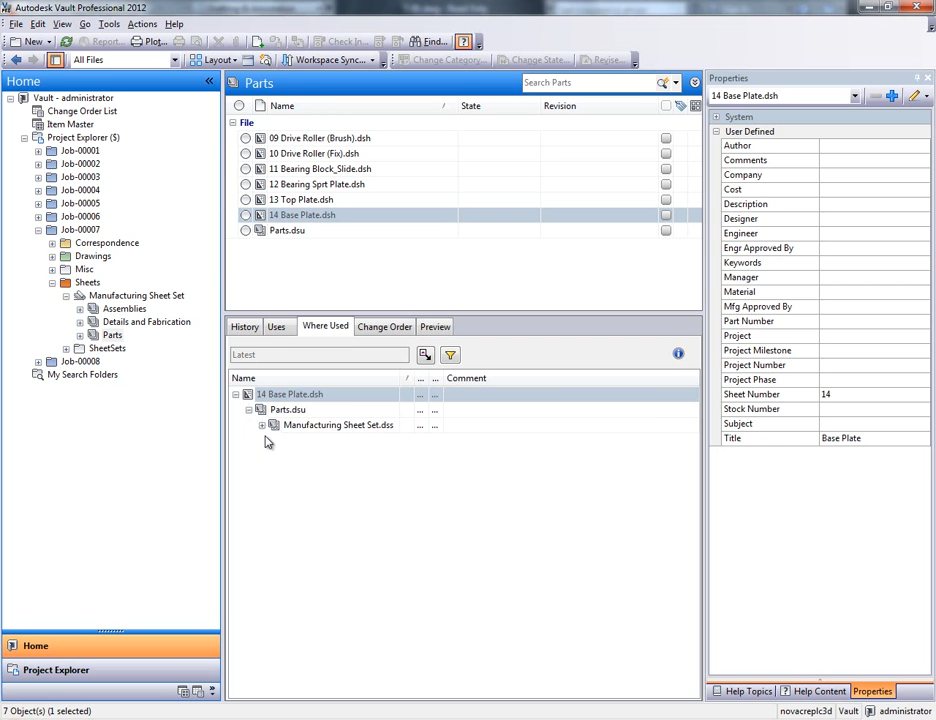 Autodesk Vault Professional 2012
File Edit View Go Tools Actions Help
New Report... Plot... Check In... Find...
All Files Layout Workspace Sync... Change Category... Change State... Revise...
Home
Vault - administrator
Change Order List
Item Master
Project Explorer ($)
Job-00001
Job-00002
Job-00003
Job-00004
Job-00005
Job-00006
Job-00007
Correspondence
Drawings
Misc
Sheets
Manufacturing Sheet Set
Assemblies
Details and Fabrication
Parts
SheetSets
Job-00008
My Search Folders
Home
Project Explorer
7 Object(s) (1 selected)
Parts
Search Parts
Name State Revision
File
09 Drive Roller (Brush).dsh
10 Drive Roller (Fix).dsh
11 Bearing Block_Slide.dsh
12 Bearing Sprt Plate.dsh
13 Top Plate.dsh
14 Base Plate.dsh
Parts.dsu
History Uses Where Used Change Order Preview
Latest
Name ... ... Comment
14 Base Plate.dsh ... ...
Parts.dsu ... ...
Manufacturing Sheet Set.dss ... ...
Properties
14 Base Plate.dsh
System
User Defined
Author
Comments
Company
Cost
Description
Designer
Engineer
Engr Approved By
Keywords
Manager
Material
Mfg Approved By
Part Number
Project
Project Milestone
Project Number
Project Phase
Sheet Number 14
Stock Number
Subject
Title Base Plate
Help Topics Help Content Properties
novacreplc3d Vault administrator